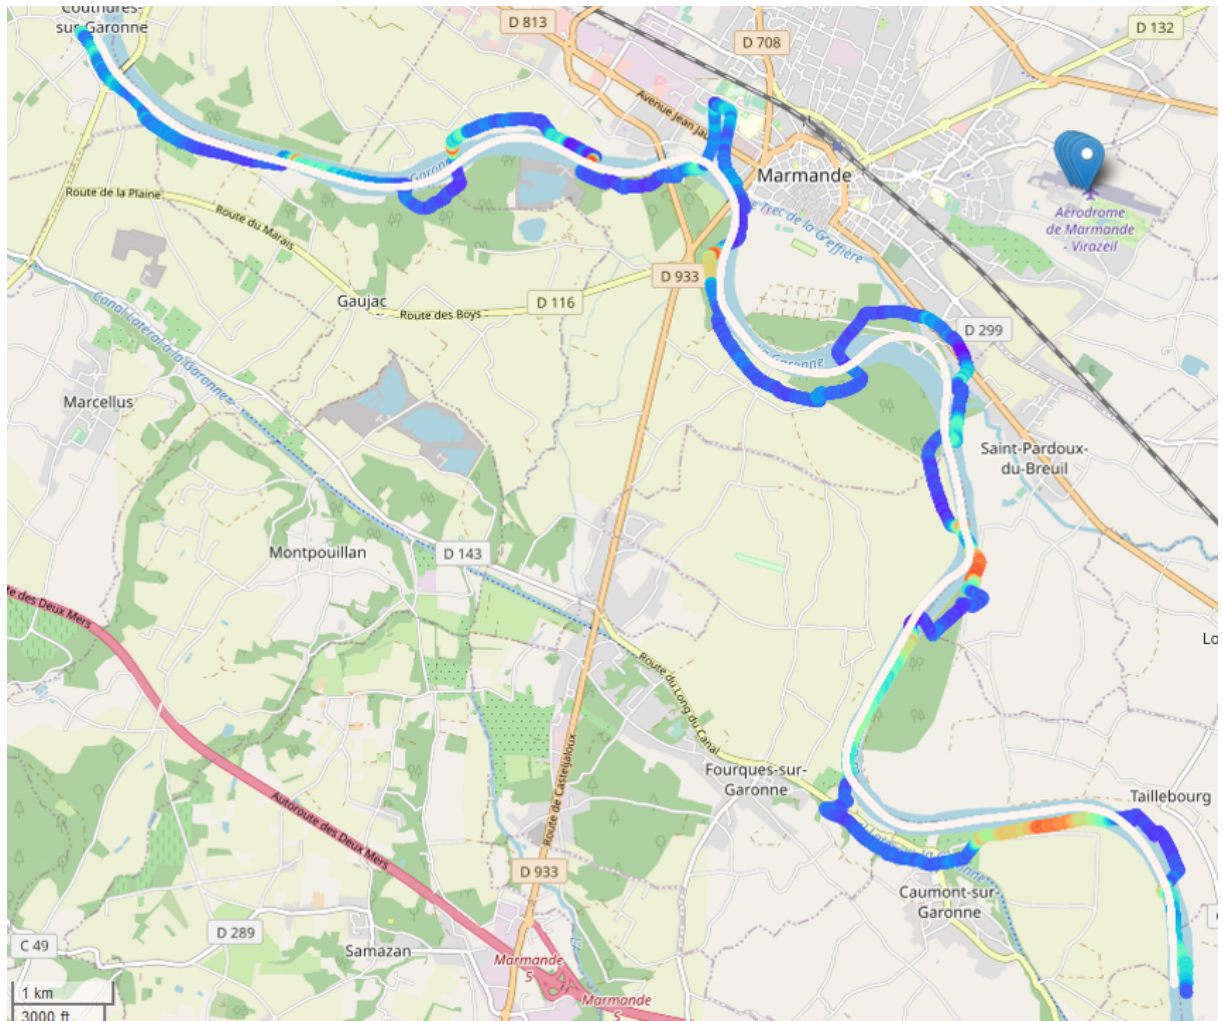 Couthures-
sur-Garonne
D 813
D 708
D 132
Avenue Jean Jau
Garonne
Marmande
Aérodrome
de Marmande
- Virazeil
Route de la Plaine
Route du Marais
Trec de la Greffière
D 933
D 116
Gaujac
Route des Boys
Canal Latéral à la Garonne
Garonne
D 299
Marcellus
Saint-Pardoux-
du-Breuil
Montpouillan
D 143
te des Deux Mers
Lo
Route du Long du Canal
Fourques-sur-
Garonne
Taillebourg
Route de Casteljaloux
Autoroute des Deux Mers
D 933
Caumont-sur-
Garonne
D 289
C 49
Samazan
Marmande
5
Marmande
5
1 km
3000 ft